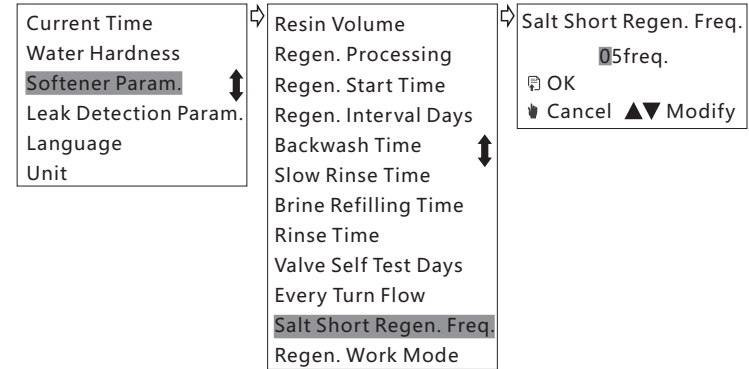 Current Time
Water Hardness
Softener Param.
Leak Detection Param.
Language
Unit
Resin Volume
Regen. Processing
Regen. Start Time
Regen. Interval Days
Backwash Time
Slow Rinse Time
Brine Refilling Time
Rinse Time
Valve Self Test Days
Every Turn Flow
Salt Short Regen. Freq.
Regen. Work Mode
Salt Short Regen. Freq.
05freq.
OK
Cancel ▲▼ Modify